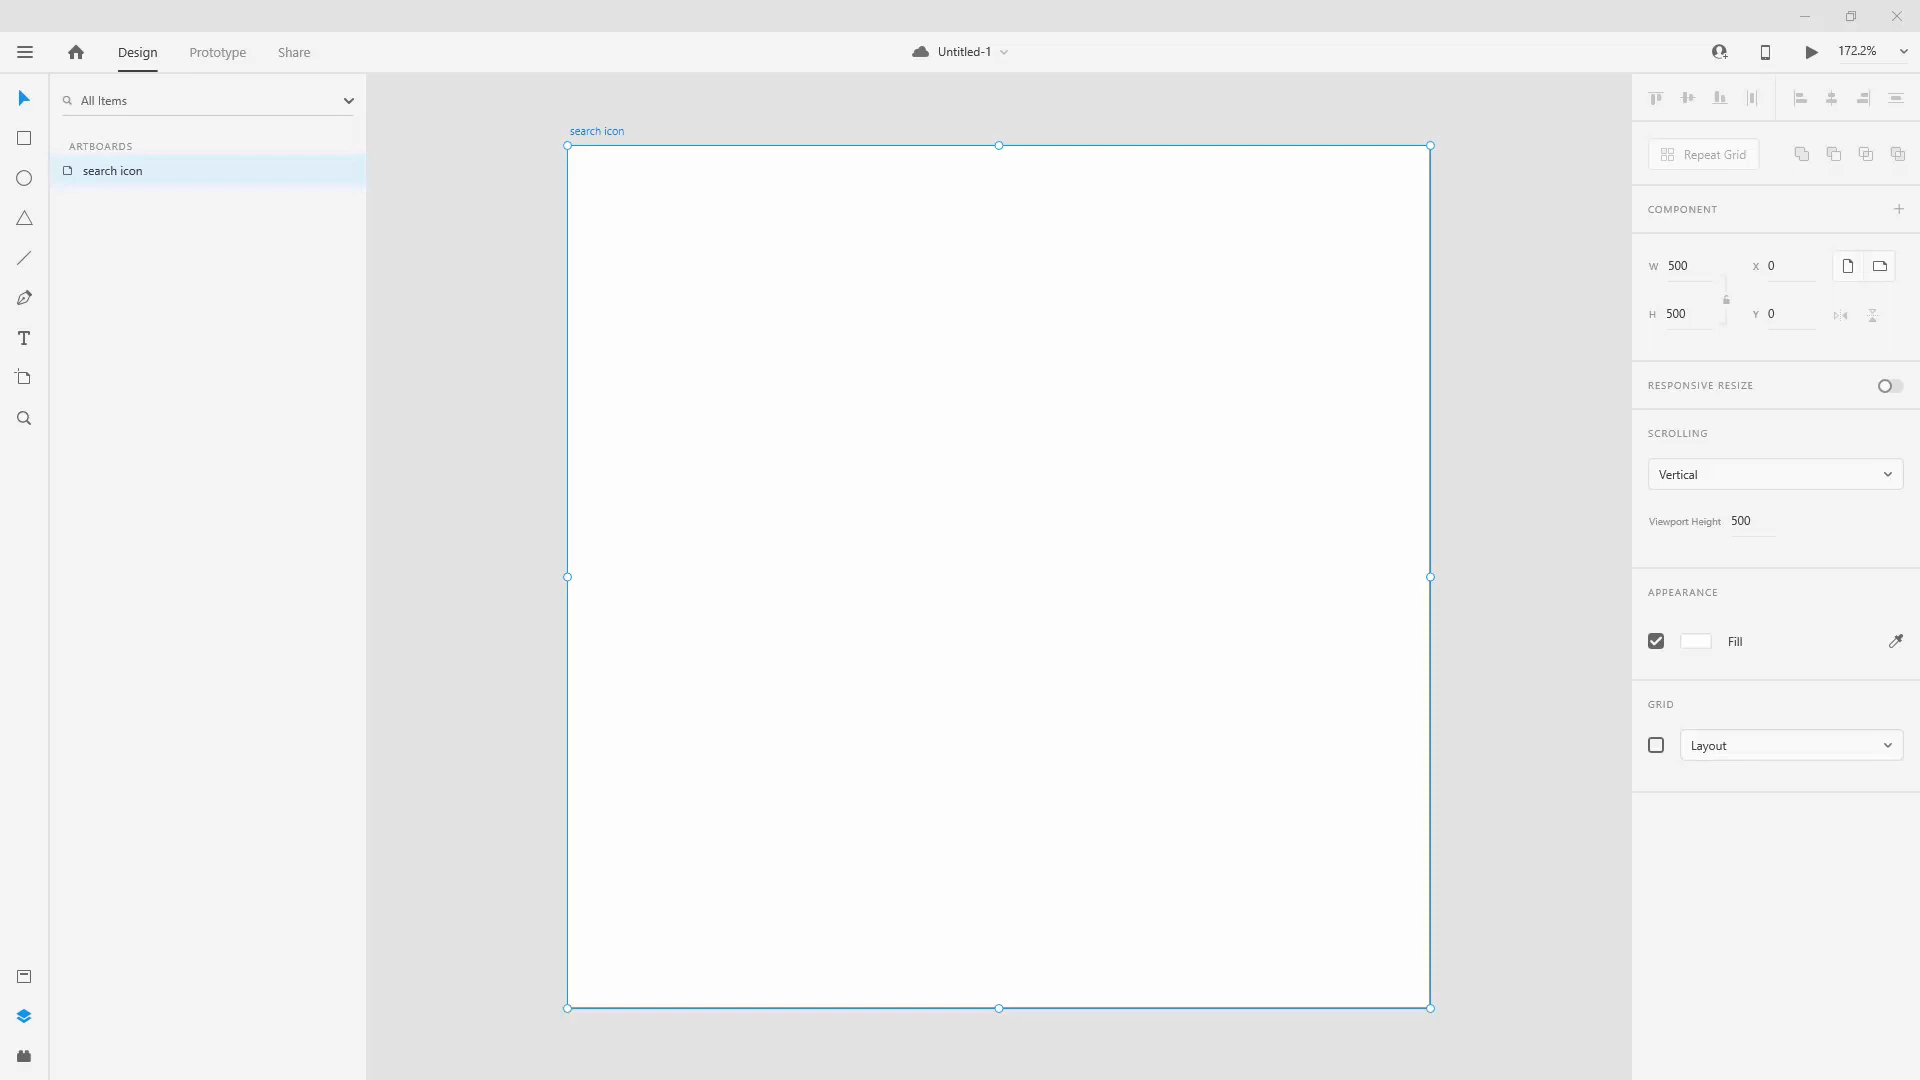 Design
Prototype
Share
Untitled-1
172.2%
All Items
ARTBOARDS
search icon
search icon
Repeat Grid
COMPONENT
W 500
X 0
H 500
Y 0
RESPONSIVE RESIZE
SCROLLING
Vertical
Viewport Height 500
APPEARANCE
Fill
GRID
Layout